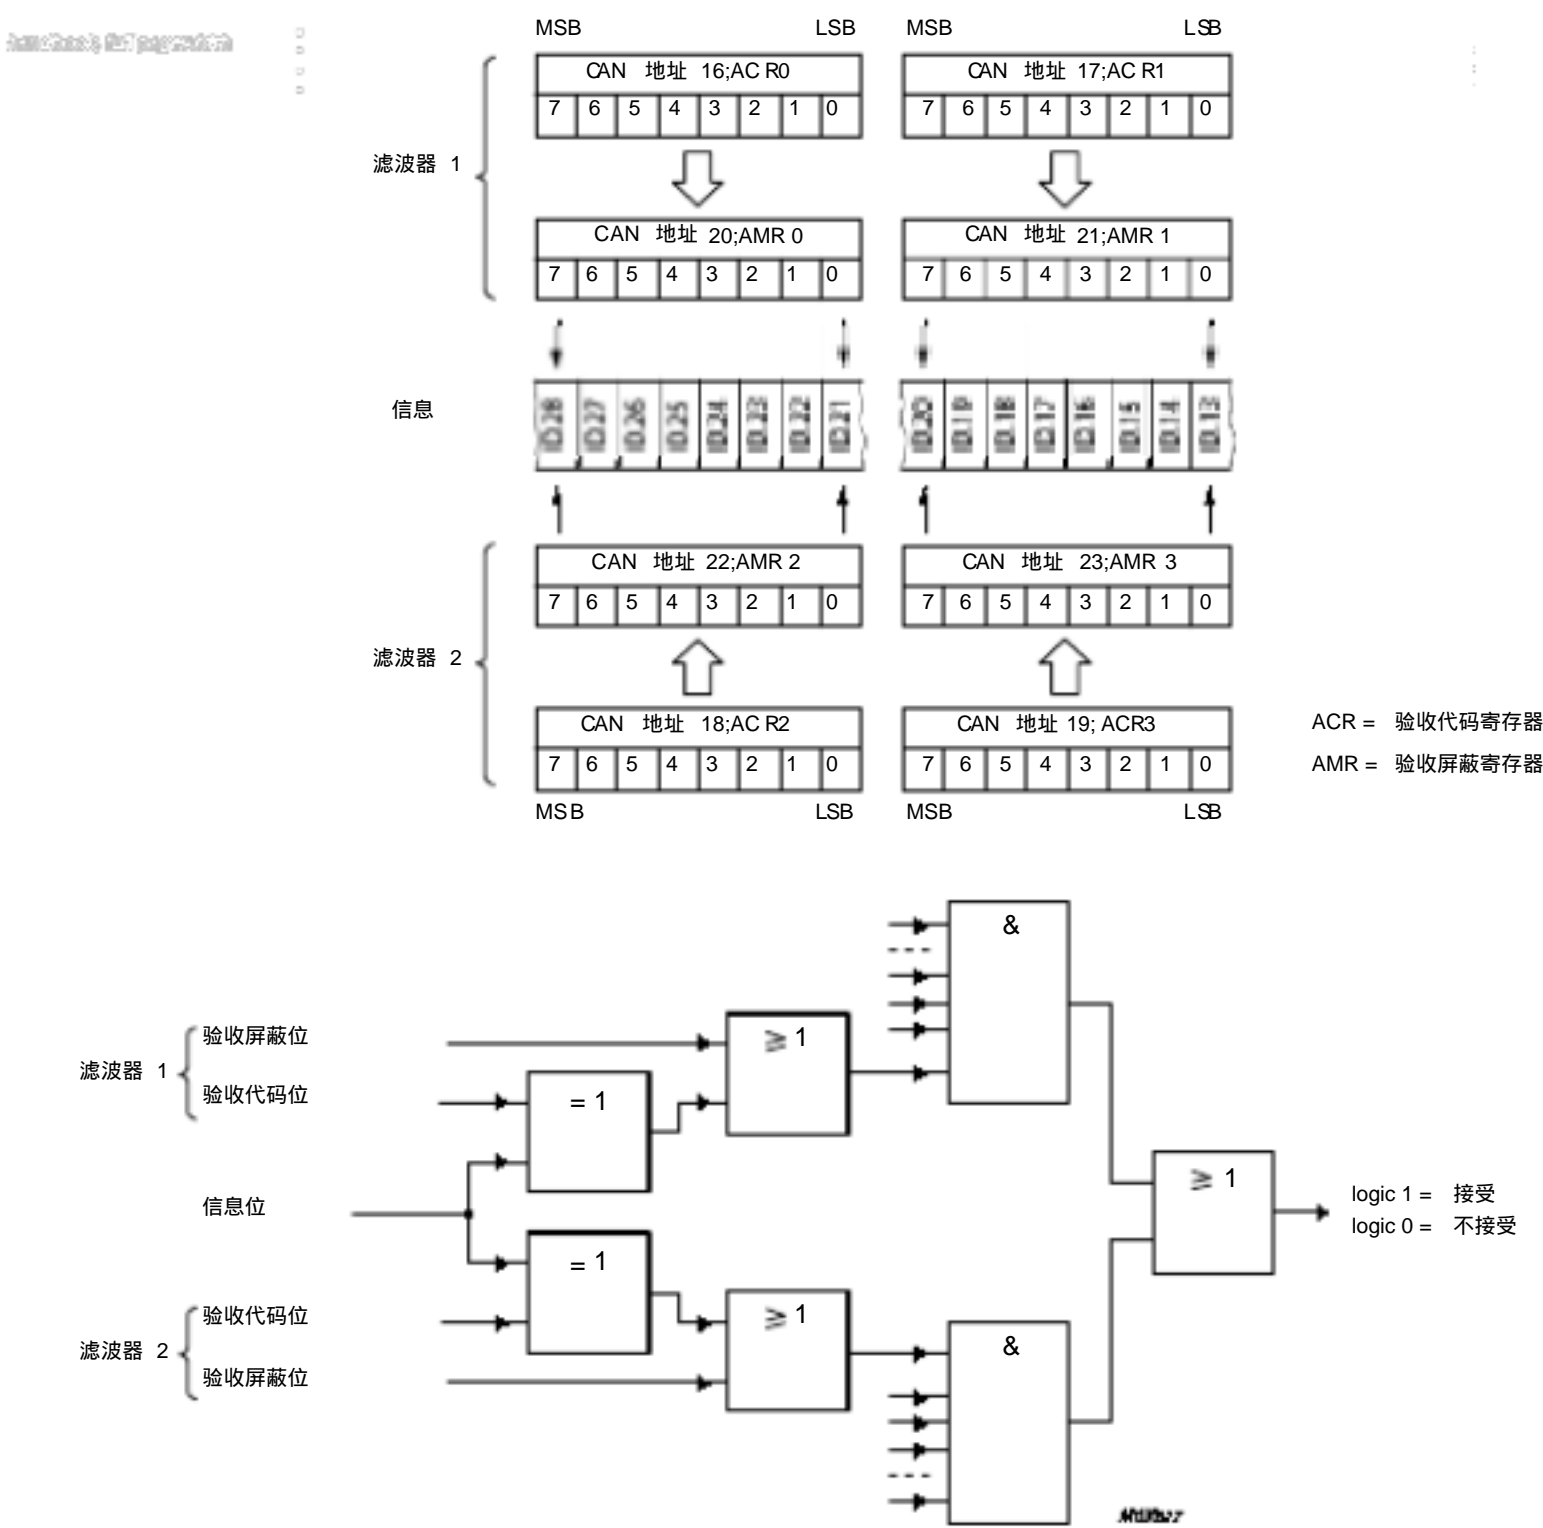 MSB LSB MSB LSB
CAN 地址 16;ACR0 CAN 地址 17;ACR1
7 6 5 4 3 2 1 0 7 6 5 4 3 2 1 0
滤波器 1
CAN 地址 20;AMR 0 CAN 地址 21;AMR 1
7 6 5 4 3 2 1 0 7 6 5 4 3 2 1 0
信息 ID.28 ID.27 ID.26 ID.25 ID.24 ID.23 ID.22 ID.21 ID.20 ID.19 ID.18 ID.17 ID.16 ID.15 ID.14 ID.13
CAN 地址 22;AMR 2 CAN 地址 23;AMR 3
7 6 5 4 3 2 1 0 7 6 5 4 3 2 1 0
滤波器 2
CAN 地址 18;ACR2 CAN 地址 19; ACR3
7 6 5 4 3 2 1 0 7 6 5 4 3 2 1 0
MSB LSB MSB LSB
ACR = 验收代码寄存器
AMR = 验收屏蔽寄存器
&
滤波器 1
验收屏蔽位
≥ 1
验收代码位
= 1
信息位
≥ 1
logic 1 = 接受
logic 0 = 不接受
= 1
滤波器 2
验收代码位
≥ 1
验收屏蔽位
&